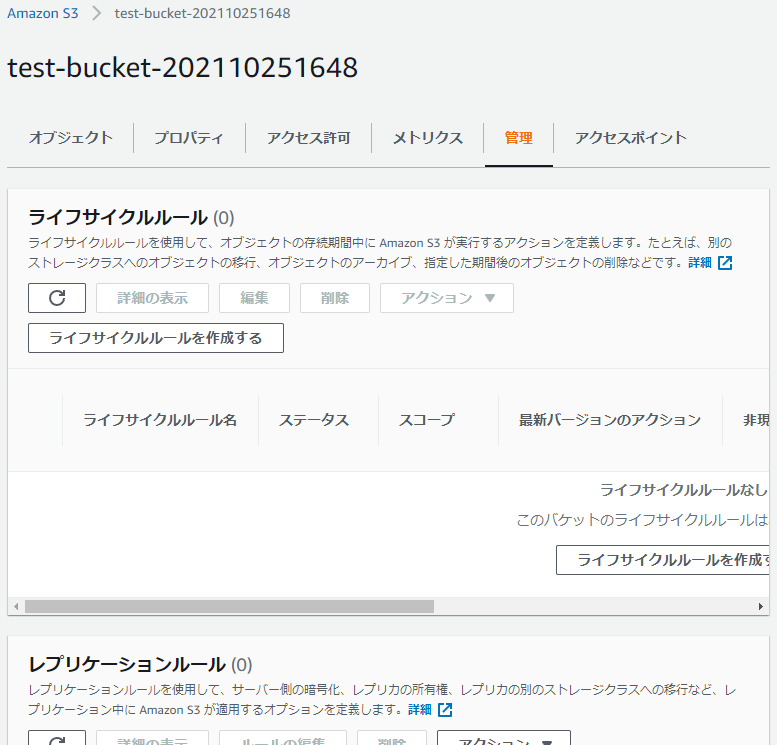 Amazon S3 > test-bucket-202110251648
test-bucket-202110251648
オブジェクト プロパティ アクセス許可 メトリクス 管理 アクセスポイント
ライフサイクルルール (0)
ライフサイクルルールを使用して、オブジェクトの存続期間中に Amazon S3 が実行するアクションを定義します。たとえば、別の
ストレージクラスへのオブジェクトの移行、オブジェクトのアーカイブ、指定した期間後のオブジェクトの削除などです。詳細
詳細の表示 編集 削除 アクション ▼
ライフサイクルルールを作成する
ライフサイクルルール名 ステータス スコープ 最新バージョンのアクション 非現
ライフサイクルルールなし
このバケットのライフサイクルルールは
ライフサイクルルールを作成す
レプリケーションルール (0)
レプリケーションルールを使用して、サーバー側の暗号化、レプリカの所有権、レプリカの別のストレージクラスへの移行など、レ
プリケーション中に Amazon S3 が適用するオプションを定義します。詳細
詳細の表示 ルールの編集 削除 アクション ▼